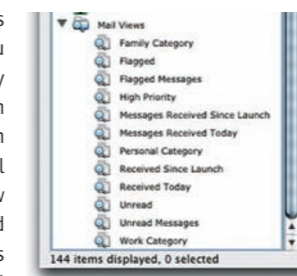 Mail Views
Family Category
Flagged
Flagged Messages
High Priority
Messages Received Since Launch
Messages Received Today
Personal Category
Received Since Launch
Received Today
Unread
Unread Messages
Work Category
144 items displayed, 0 selected